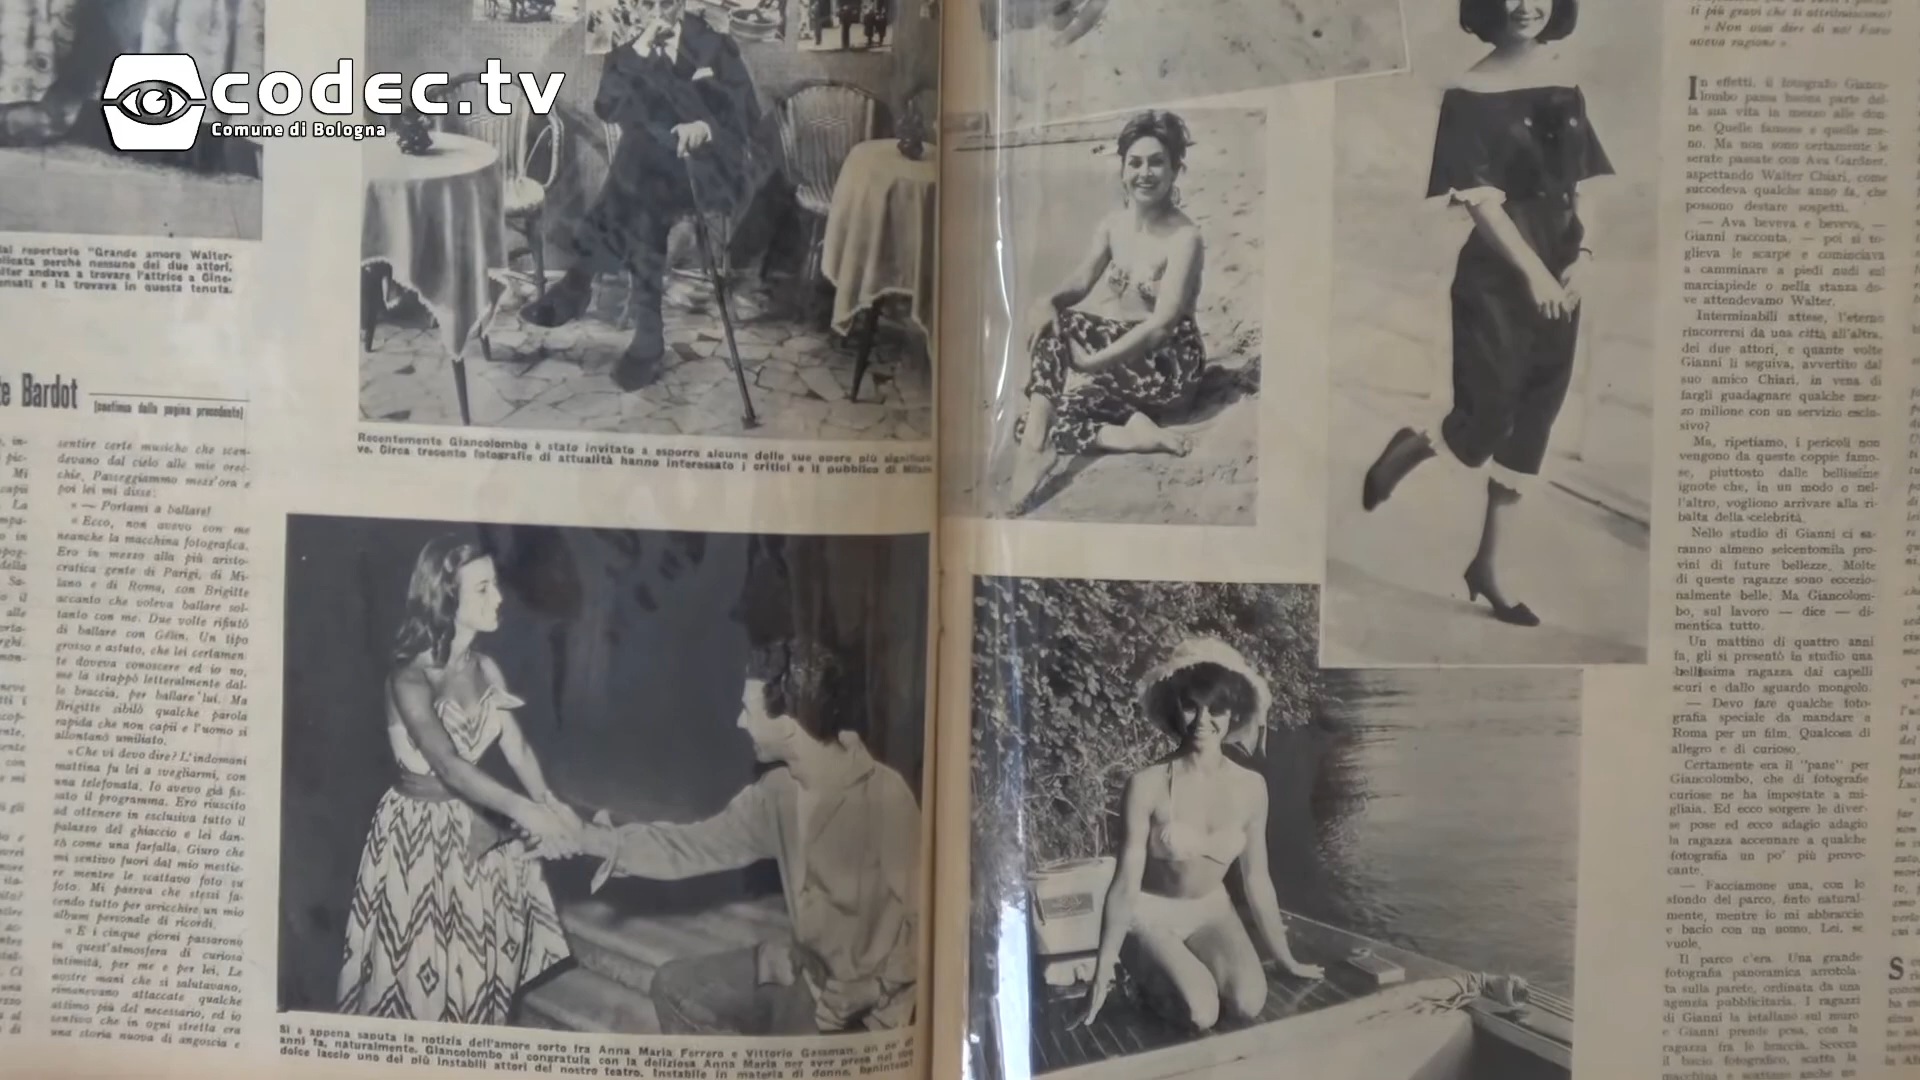 codec.tv
Comune di Bologna
dal repertorio "Grande amore Walter-
perché nessuno dei due attori,
andava a trovare l'attrice a Gine-
e la trovava in questa tenuta.
Bardot
(continua dalla pagina precedente)
sentire certe musiche che scen-
devano dal cielo alle mie orec-
chie. Passeggiammo mezz'ora e
poi lei mi disse:
« — Portami a ballare!
« Ecco, non avevo con me
neanche la macchina fotografica.
Ero in mezzo alla più aristo-
cratica gente di Parigi, di Mi-
lano e di Roma, con Brigitte
accanto che voleva ballare sol-
tanto con me. Due volte rifiutò
di ballare con Gélin. Un tipo
grosso e astuto, che lei certamen-
te doveva conoscere ed io no,
me la strappò letteralmente dal-
le braccia, per ballare lui. Ma
Brigitte sibilò qualche parola
rapida che non capii e l'uomo si
allontanò umiliato.
«Che vi devo dire? L'indomani
mattina fu lei a svegliarmi, con
una telefonata. Io avevo già fis-
sato il programma. Ero riuscito
ad ottenere in esclusiva tutto il
palazzo del ghiaccio e lei dan-
zò come una farfalla. Giuro che
mi sentivo fuori dal mio mestie-
re mentre le scattavo foto su
foto. Mi pareva che stessi fa-
cendo tutto per arricchire un mio
album personale di ricordi.
« E i cinque giorni passarono
in quest'atmosfera di curiosa
intimità, per me e per lei. Le
nostre mani che si salutavano,
rimanevano attaccate qualche
attimo più del necessario, ed io
sentivo che in ogni stretta era
una storia nuova di angoscia e
Recentemente Giancolombo è stato invitato a esporre alcune delle sue opere più
ve. Circa trecento fotografie di attualità hanno interessato i critici e il pubblico di
Si è appena saputa la notizia dell'amore sorto fra Anna Maria Ferrero e Vittorio Gassman, un po' di
anni fa, naturalmente. Giancolombo si congratula con la deliziosa Anna Maria per aver preso nel suo
dolce laccio uno dei più instabili attori del nostro teatro. Instabile in materia di donne,
ti più gravi che ti attribuiscono?
« Non
aveva ragione ».
In effetti, il fotografo Gianco-
lombo passa buona parte del-
la sua vita in mezzo alle don-
ne. Quelle famose e quelle me-
no. Ma non sono certamente le
serate passate con Ava Gardner,
aspettando Walter Chiari, come
succedeva qualche anno fa, che
possono destare sospetti.
— Ava beveva e beveva, —
Gianni racconta, — poi si to-
glieva le scarpe e cominciava
a camminare a piedi nudi sul
marciapiede o nella stanza do-
ve attendevamo Walter.
Interminabili attese, l'eterno
rincorrersi da una città all'altra,
dei due attori, e quante volte
Gianni li seguiva, avvertito dal
suo amico Chiari, in vena di
fargli guadagnare qualche mez-
zo milione con un servizio esclu-
sivo?
Ma, ripetiamo, i pericoli non
vengono da queste coppie famo-
se, piuttosto dalle bellissime
ignote che, in un modo o nel-
l'altro, vogliono arrivare alla ri-
balta della celebrità.
Nello studio di Gianni ci sa-
ranno almeno seicentomila pro-
vini di future bellezze. Molte
di queste ragazze sono eccezio-
nalmente belle. Ma Giancolom-
bo, sul lavoro — dice — di-
mentica tutto.
Un mattino di quattro anni
fa, gli si presentò in studio una
bellissima ragazza dai capelli
scuri e dallo sguardo mongolo.
— Devo fare qualche foto-
grafia speciale da mandare a
Roma per un film. Qualcosa di
allegro e di curioso.
Certamente era il "pane" per
Giancolombo, che di fotografie
curiose ne ha impostate a mi-
gliaia. Ed ecco sorgere le diver-
se pose ed ecco adagio adagio
la ragazza accennare a qualche
fotografia un po' più provo-
cante.
— Facciamone una, con lo
sfondo del parco, finto natural-
mente, mentre io mi abbraccio
e bacio con un uomo. Lei, se
vuole.
Il parco c'era. Una grande
fotografia panoramica arrotola-
ta sulla parete, ordinata da una
agenzia pubblicitaria. I ragazzi
di Gianni la istallano sul muro
e Gianni prende posa, con la
ragazza fra le braccia. Scocca
il bacio fotografico, scatta la